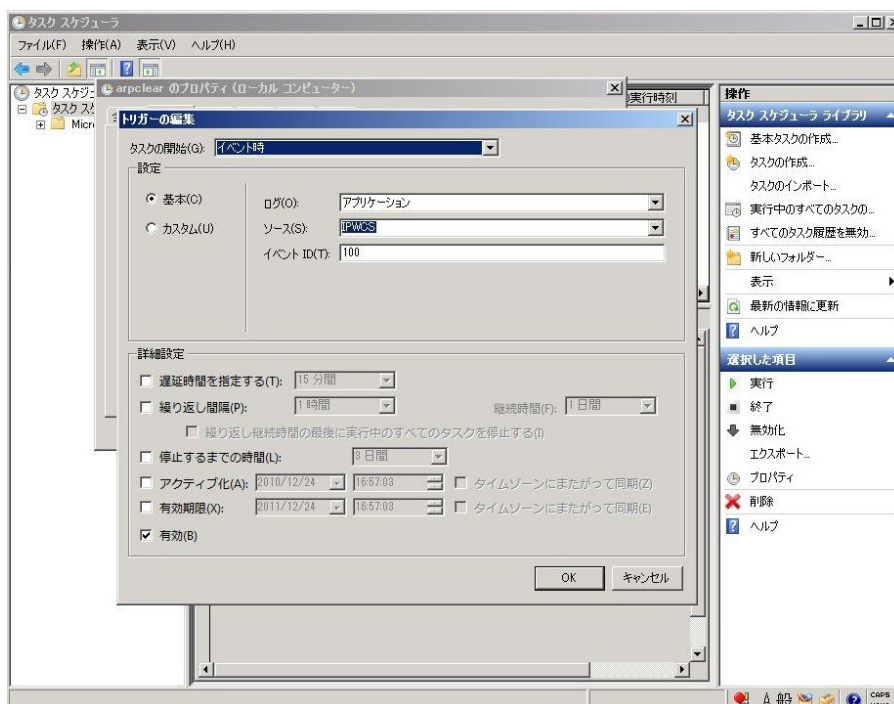 タスク スケジューラ
ファイル(F) 操作(A) 表示(V) ヘルプ(H)
タスク スケジ
タスク ス
Micr
arpclear のプロパティ (ローカル コンピューター)
実行時刻
トリガーの編集
タスクの開始(G): イベント時
設定
基本(C)
カスタム(U)
ログ(O): アプリケーション
ソース(S): IPWCS
イベント ID(T): 100
詳細設定
遅延時間を指定する(T): 15 分間
繰り返し間隔(P): 1 時間 継続時間(F): 1 日間
繰り返し継続時間の最後に実行中のすべてのタスクを停止する(I)
停止するまでの時間(L): 3 日間
アクティブ化(A): 2010/12/24 16:57:03 タイムゾーンにまたがって同期(Z)
有効期限(X): 2011/12/24 16:57:03 タイムゾーンにまたがって同期(E)
有効(B)
OK キャンセル
操作
タスク スケジューラ ライブラリ
基本タスクの作成...
タスクの作成...
タスクのインポート...
実行中のすべてのタスクの...
すべてのタスク履歴を無効...
新しいフォルダー...
表示
最新の情報に更新
ヘルプ
選択した項目
実行
終了
無効化
エクスポート...
プロパティ
削除
ヘルプ
A 般 CAPS